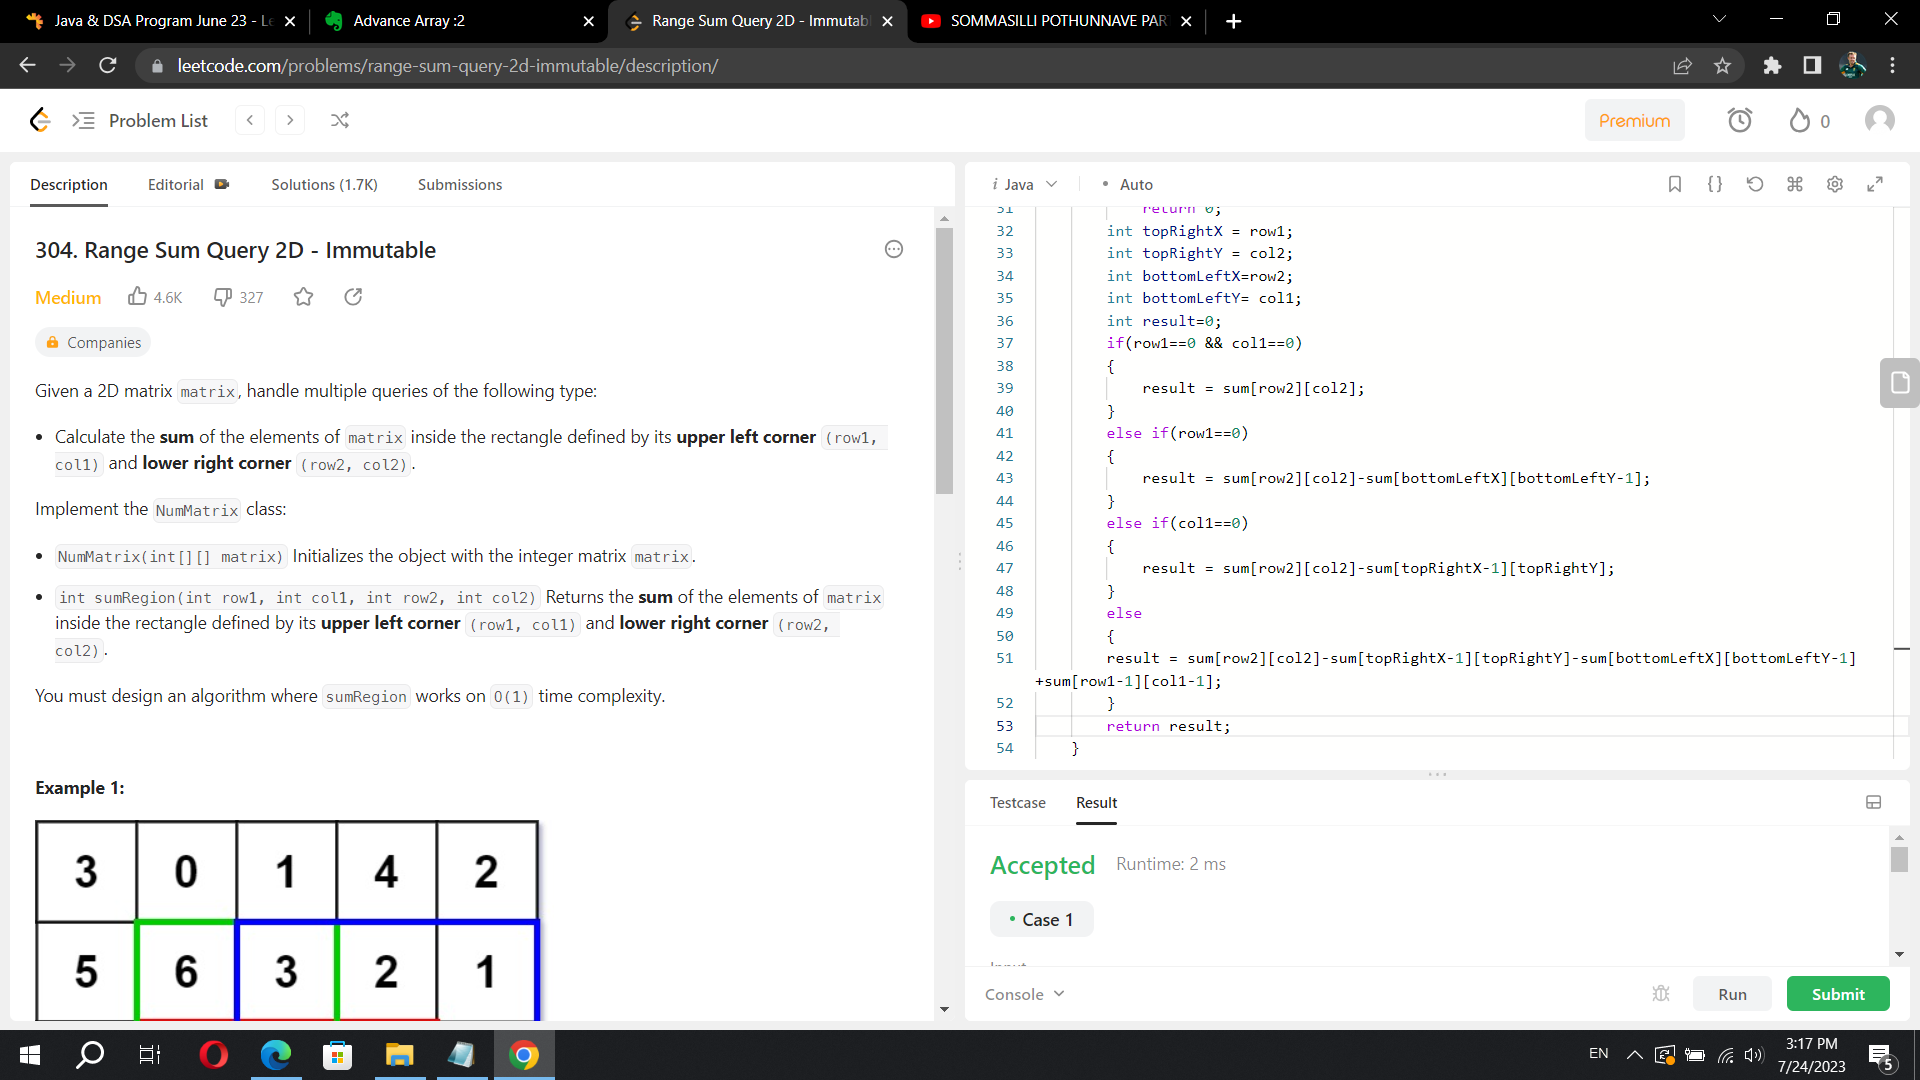 Java & DSA Program June 23 - Le
Advance Array :2
Range Sum Query 2D - Immutabl
SOMMASILLI POTHUNNAVE PAR
leetcode.com/problems/range-sum-query-2d-immutable/description/
Problem List
Premium
0
Description
Editorial
Solutions (1.7K)
Submissions
304. Range Sum Query 2D - Immutable
Medium
4.6K
327
Companies
Given a 2D matrix matrix, handle multiple queries of the following type:
• Calculate the sum of the elements of matrix inside the rectangle defined by its upper left corner (row1,
col1) and lower right corner (row2, col2).
Implement the NumMatrix class:
• NumMatrix(int[][] matrix) Initializes the object with the integer matrix matrix.
• int sumRegion(int row1, int col1, int row2, int col2) Returns the sum of the elements of matrix
inside the rectangle defined by its upper left corner (row1, col1) and lower right corner (row2,
col2).
You must design an algorithm where sumRegion works on O(1) time complexity.
Example 1:
3 0 1 4 2
5 6 3 2 1
i Java
• Auto
31 return 0;
32 int topRightX = row1;
33 int topRightY = col2;
34 int bottomLeftX=row2;
35 int bottomLeftY= col1;
36 int result=0;
37 if(row1==0 && col1==0)
38 {
39 result = sum[row2][col2];
40 }
41 else if(row1==0)
42 {
43 result = sum[row2][col2]-sum[bottomLeftX][bottomLeftY-1];
44 }
45 else if(col1==0)
46 {
47 result = sum[row2][col2]-sum[topRightX-1][topRightY];
48 }
49 else
50 {
51 result = sum[row2][col2]-sum[topRightX-1][topRightY]-sum[bottomLeftX][bottomLeftY-1]
+sum[row1-1][col1-1];
52 }
53 return result;
54 }
Testcase
Result
Accepted
Runtime: 2 ms
• Case 1
Input
Console
Run
Submit
EN
3:17 PM
7/24/2023
5